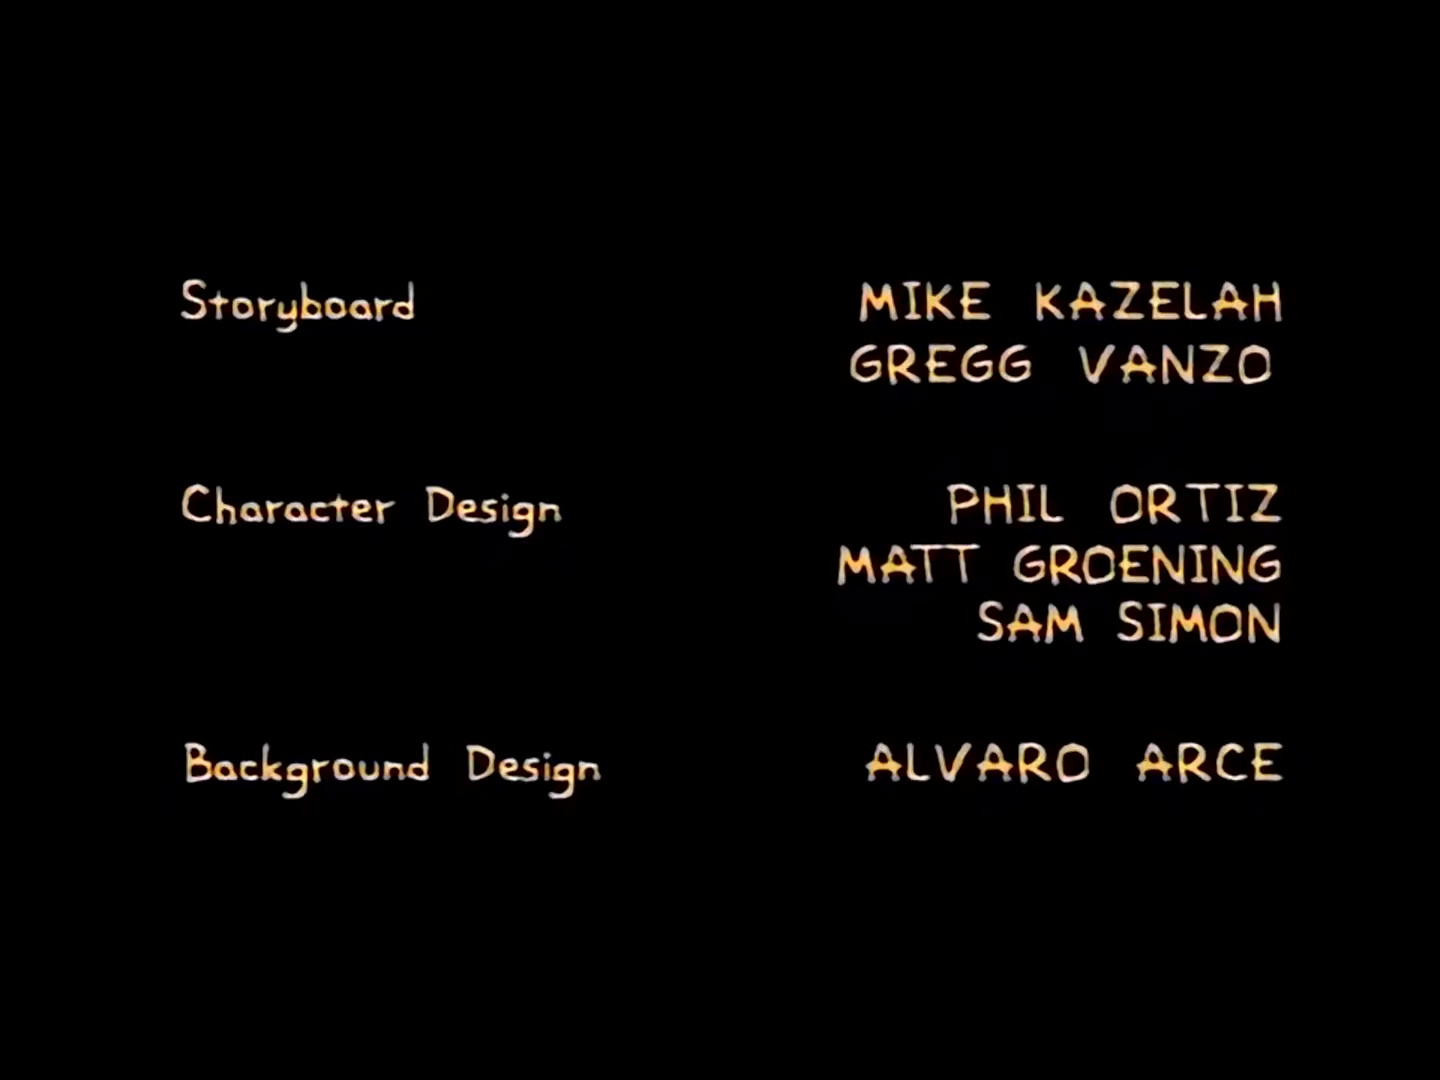 Storyboard MIKE KAZELAH
GREGG VANZO
Character Design PHIL ORTIZ
MATT GROENING
SAM SIMON
Background Design ALVARO ARCE